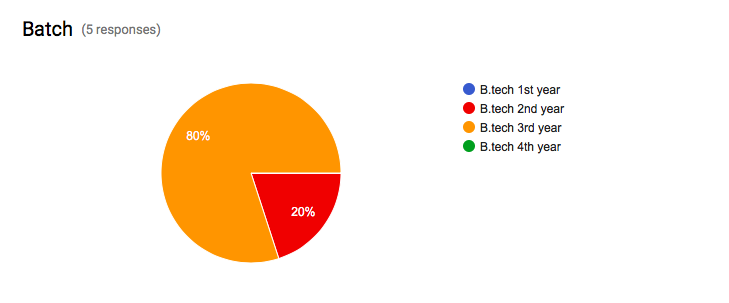 Batch (5 responses)
B.tech 1st year
B.tech 2nd year
B.tech 3rd year
B.tech 4th year
80%
20%